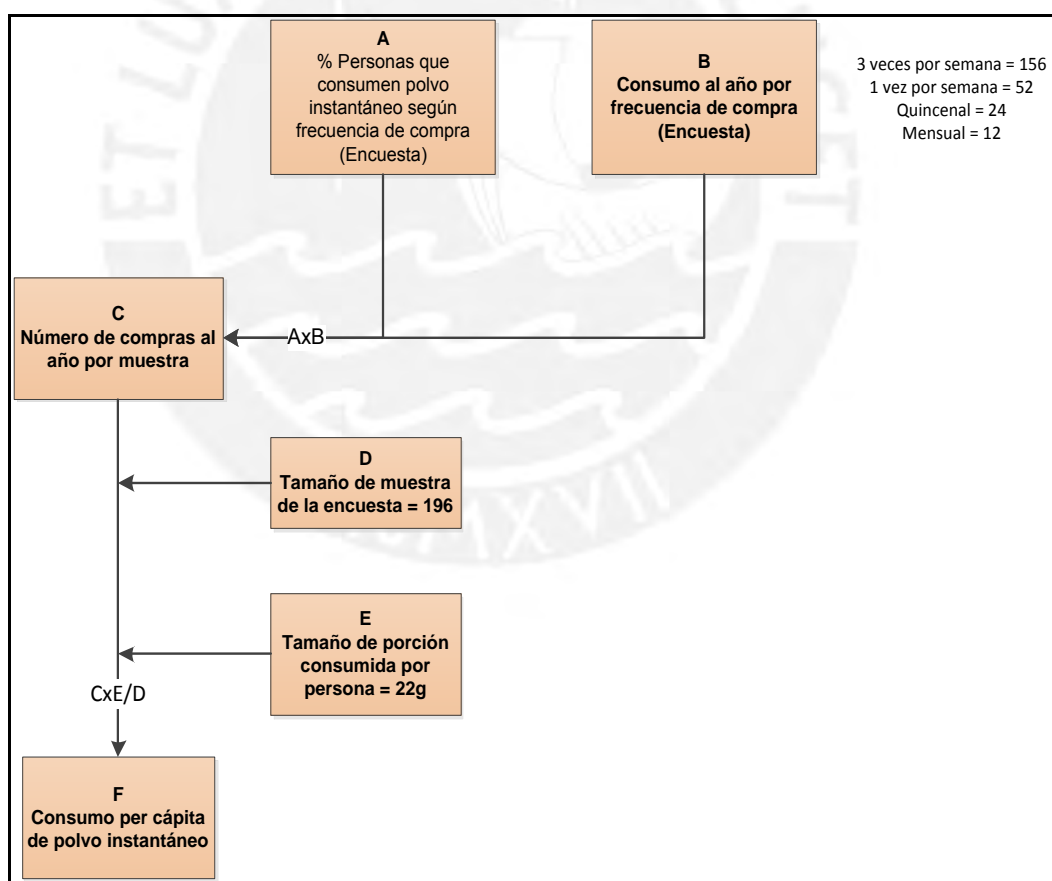 A
% Personas que
consumen polvo
instantáneo según
frecuencia de compra
(Encuesta)
B
Consumo al año por
frecuencia de compra
(Encuesta)
3 veces por semana = 156
1 vez por semana = 52
Quincenal = 24
Mensual = 12
C
Número de compras al
año por muestra
AxB
D
Tamaño de muestra
de la encuesta = 196
E
Tamaño de porción
consumida por
persona = 22g
CxE/D
F
Consumo per cápita
de polvo instantáneo